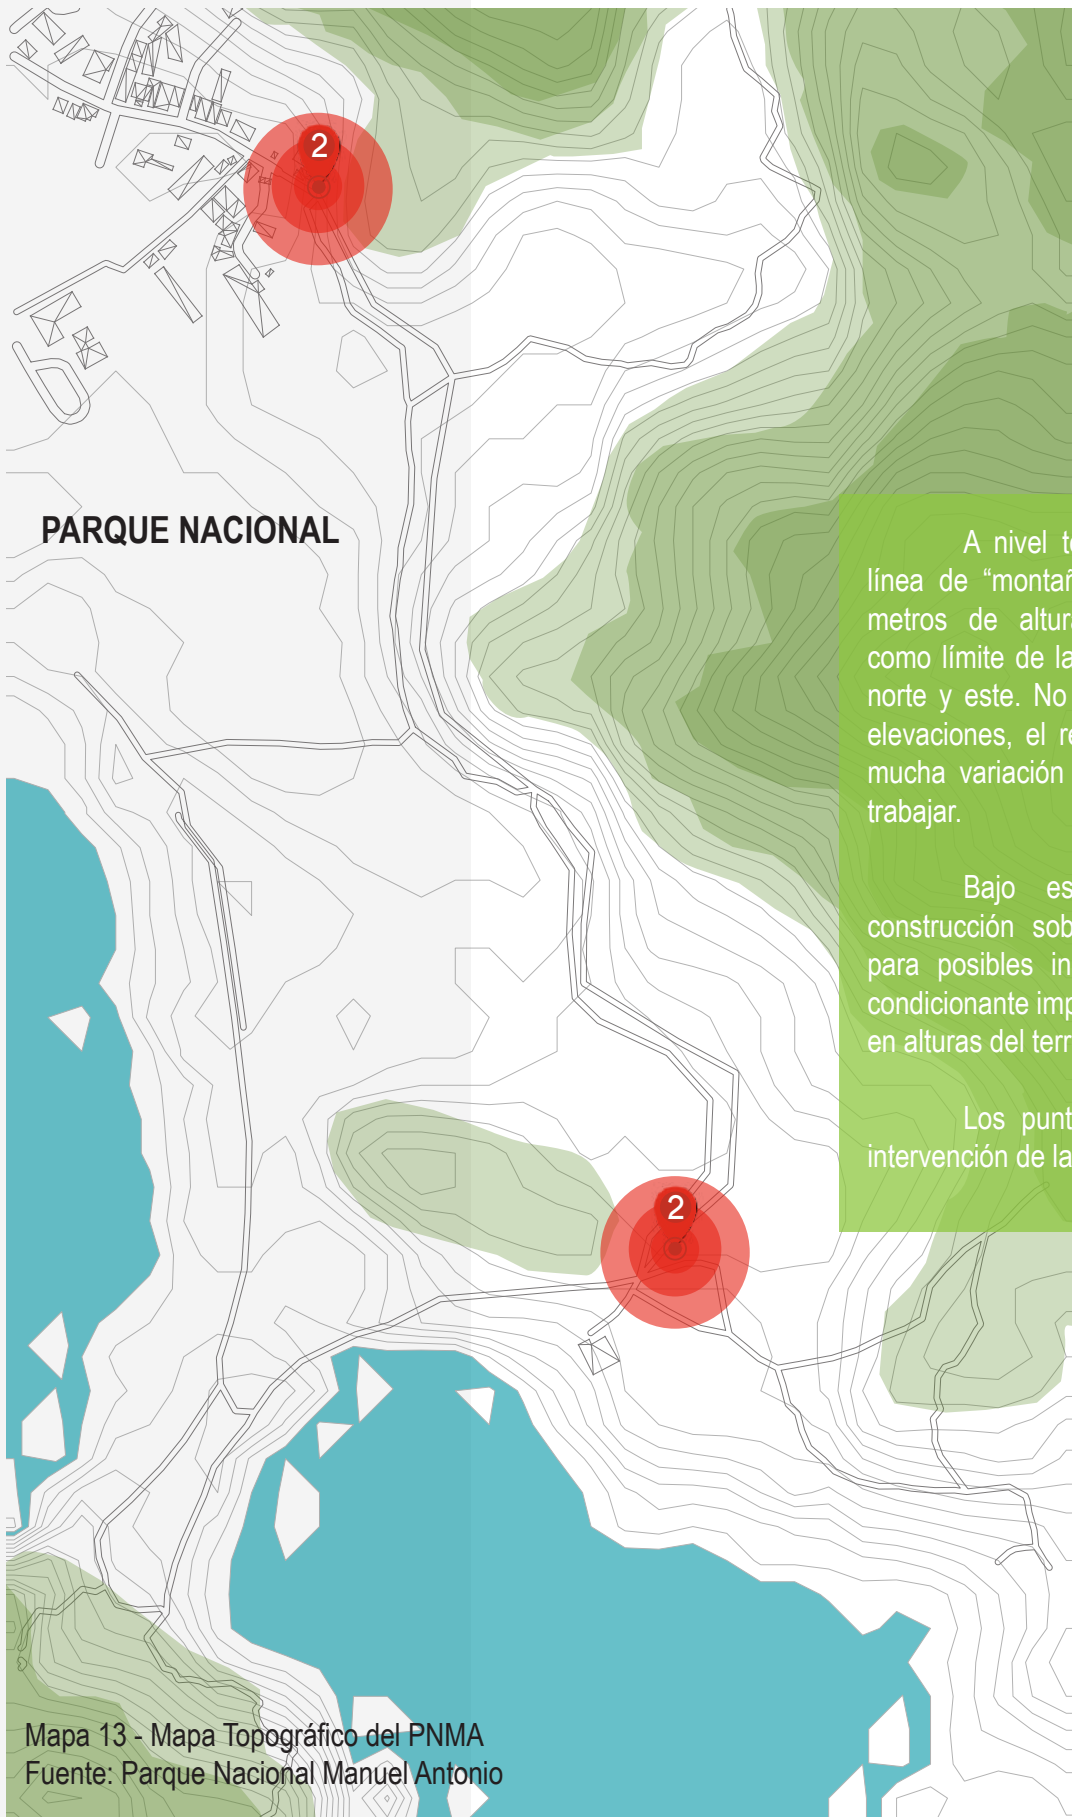 2
PARQUE NACIONAL
A nivel
línea de
metros de
como límite de la
norte y este. No
elevaciones, el
mucha variación
trabajar.
Bajo
construcción
para posibles
condicionante
en alturas del
Los
intervención de la
2
Mapa 13 - Mapa Topográfico del PNMA
Fuente: Parque Nacional Manuel Antonio